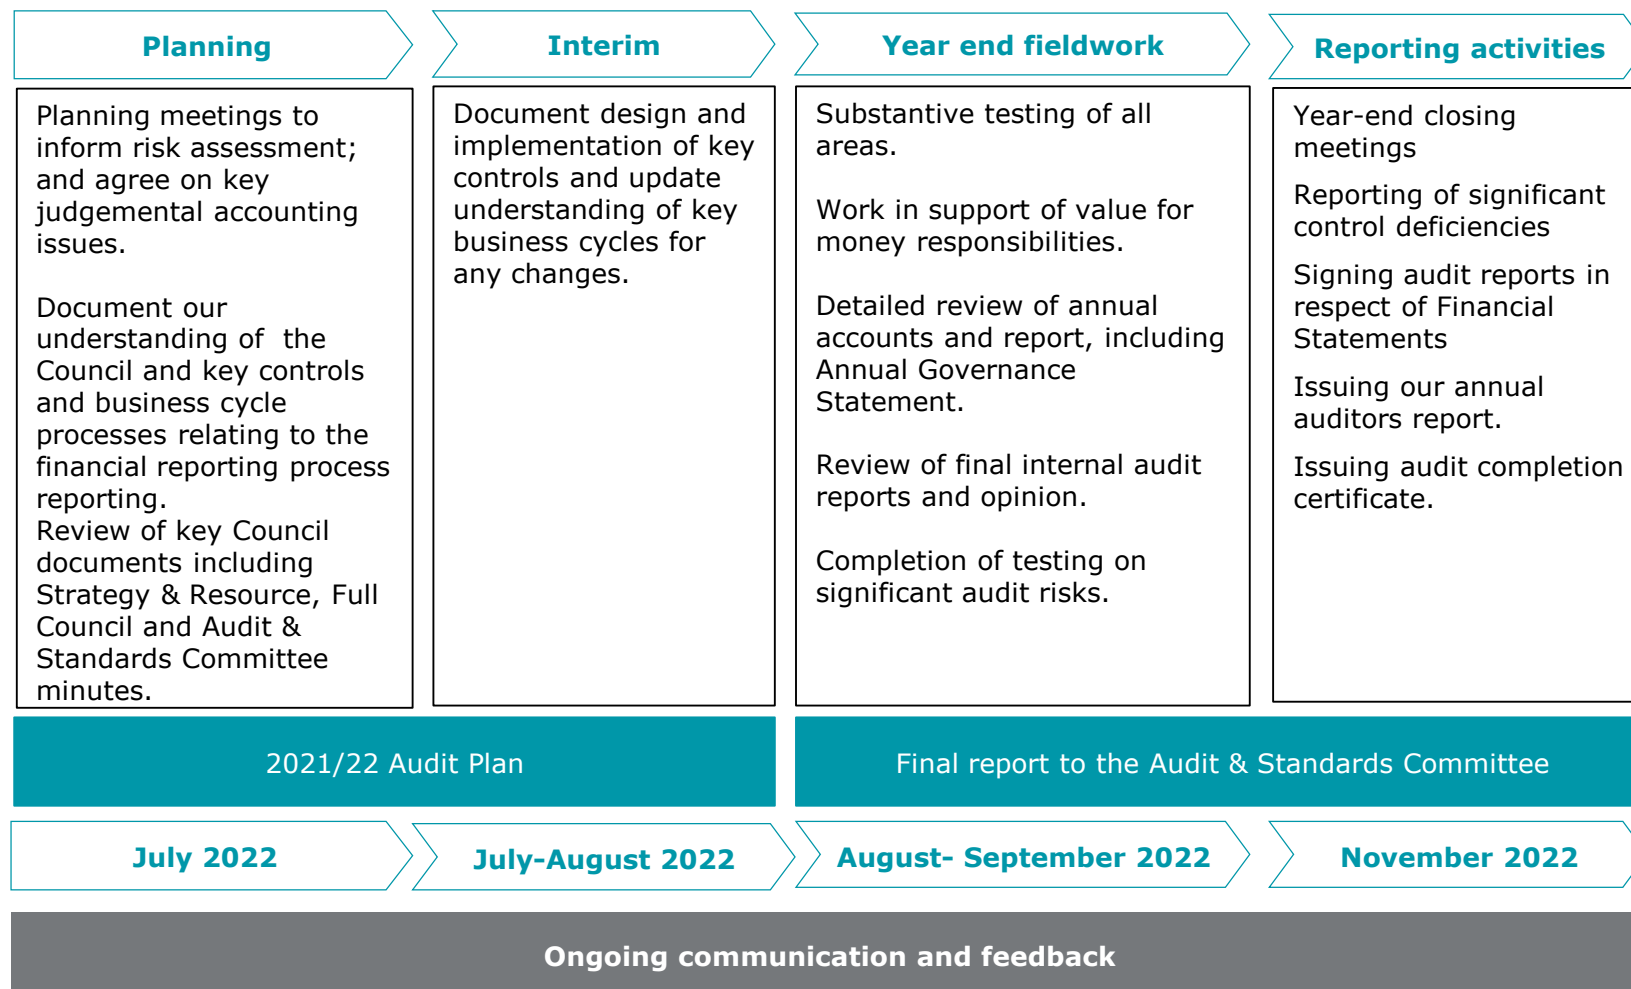 Planning
Interim
Year end fieldwork
Reporting activities
Planning meetings to
inform risk assessment;
and agree on key
judgemental accounting
issues.
Document our
understanding of  the
Council and key controls
and business cycle
processes relating to the
financial reporting process
reporting.
Review of key Council
documents including
Strategy & Resource, Full
Council and Audit &
Standards Committee
minutes.
Document design and
implementation of key
controls and update
understanding of key
business cycles for
any changes.
Substantive testing of all
areas.
Work in support of value for
money responsibilities.
Detailed review of annual
accounts and report, including
Annual Governance
Statement.
Review of final internal audit
reports and opinion.
Completion of testing on
significant audit risks.
Year-end closing
meetings
Reporting of significant
control deficiencies
Signing audit reports in
respect of Financial
Statements
Issuing our annual
auditors report.
Issuing audit completion
certificate.
2021/22 Audit Plan
Final report to the Audit & Standards Committee
July 2022
July-August 2022
August- September 2022
November 2022
Ongoing communication and feedback